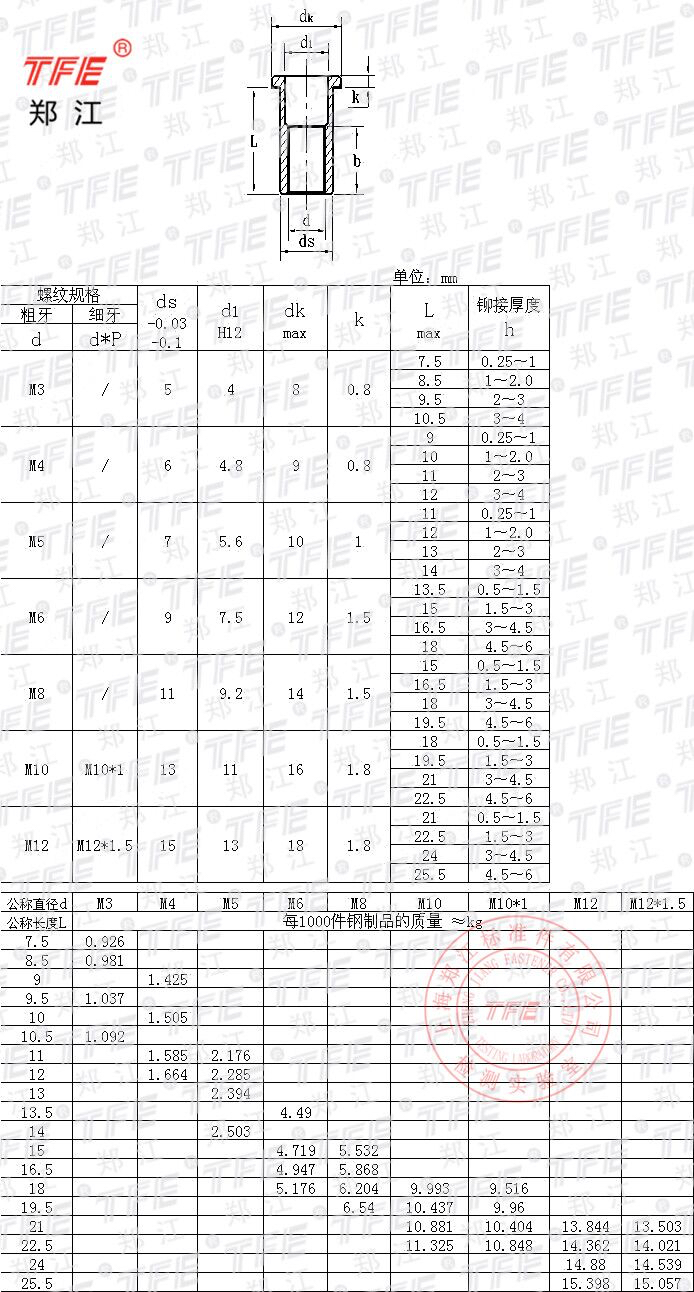 TFE®
郑江
dk
d1
k
L
b
d
ds
单位: mm
螺纹规格 ds -0.03 -0.1 d1 H12 dk max k L max 铆接厚度 h
粗牙 d 细牙 d*P
M3 / 5 4 8 0.8 7.5 0.25~1
8.5 1~2.0
9.5 2~3
10.5 3~4
M4 / 6 4.8 9 0.8 9 0.25~1
10 1~2.0
11 2~3
12 3~4
M5 / 7 5.6 10 1 11 0.25~1
12 1~2.0
13 2~3
14 3~4
M6 / 9 7.5 12 1.5 13.5 0.5~1.5
15 1.5~3
16.5 3~4.5
18 4.5~6
M8 / 11 9.2 14 1.5 15 0.5~1.5
16.5 1.5~3
18 3~4.5
19.5 4.5~6
M10 M10*1 13 11 16 1.8 18 0.5~1.5
19.5 1.5~3
21 3~4.5
22.5 4.5~6
M12 M12*1.5 15 13 18 1.8 21 0.5~1.5
22.5 1.5~3
24 3~4.5
25.5 4.5~6
公称直径d M3 M4 M5 M6 M8 M10 M10*1 M12 M12*1.5
公称长度L 每1000件钢制品的质量 ≈kg
7.5 0.926
8.5 0.981
9 1.425
9.5 1.037
10 1.505
10.5 1.092
11 1.585 2.176
12 1.664 2.285
13 2.394
13.5 4.49
14 2.503
15 4.719 5.532
16.5 4.947 5.868
18 5.176 6.204 9.993 9.516
19.5 6.54 10.437 9.96
21 10.881 10.404 13.844 13.503
22.5 11.325 10.848 14.362 14.021
24 14.88 14.539
25.5 15.398 15.057
上海郑江标准件有限公司
TFE
检测实验室